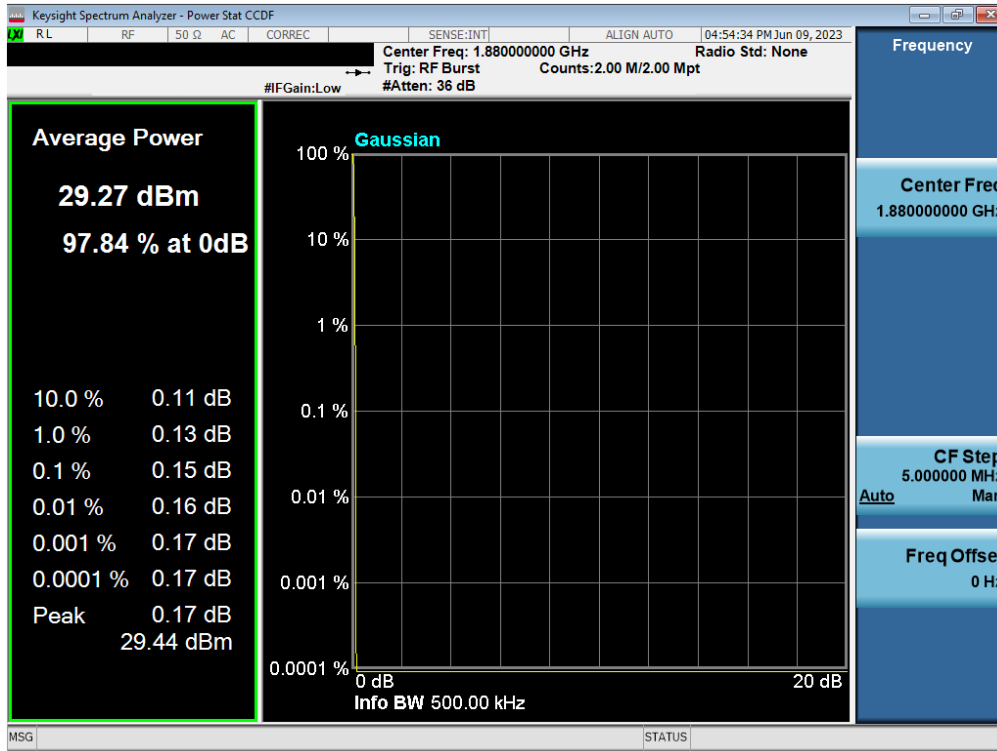 Keysight Spectrum Analyzer - Power Stat CCDF
LXI RL RF 50 Ω AC CORREC SENSE:INT ALIGN AUTO 04:54:34 PM Jun 09, 2023
Center Freq: 1.880000000 GHz Radio Std: None
Trig: RF Burst Counts:2.00 M/2.00 Mpt
#IFGain:Low #Atten: 36 dB
Frequency
Average Power
29.27 dBm
97.84 % at 0dB
10.0 % 0.11 dB
1.0 % 0.13 dB
0.1 % 0.15 dB
0.01 % 0.16 dB
0.001 % 0.17 dB
0.0001 % 0.17 dB
Peak 0.17 dB
29.44 dBm
Gaussian
100 %
10 %
1 %
0.1 %
0.01 %
0.001 %
0.0001 %
0 dB 20 dB
Info BW 500.00 kHz
Center Freq
1.880000000 GHz
CF Step
5.000000 MHz
Auto Man
Freq Offse
0 Hz
MSG STATUS